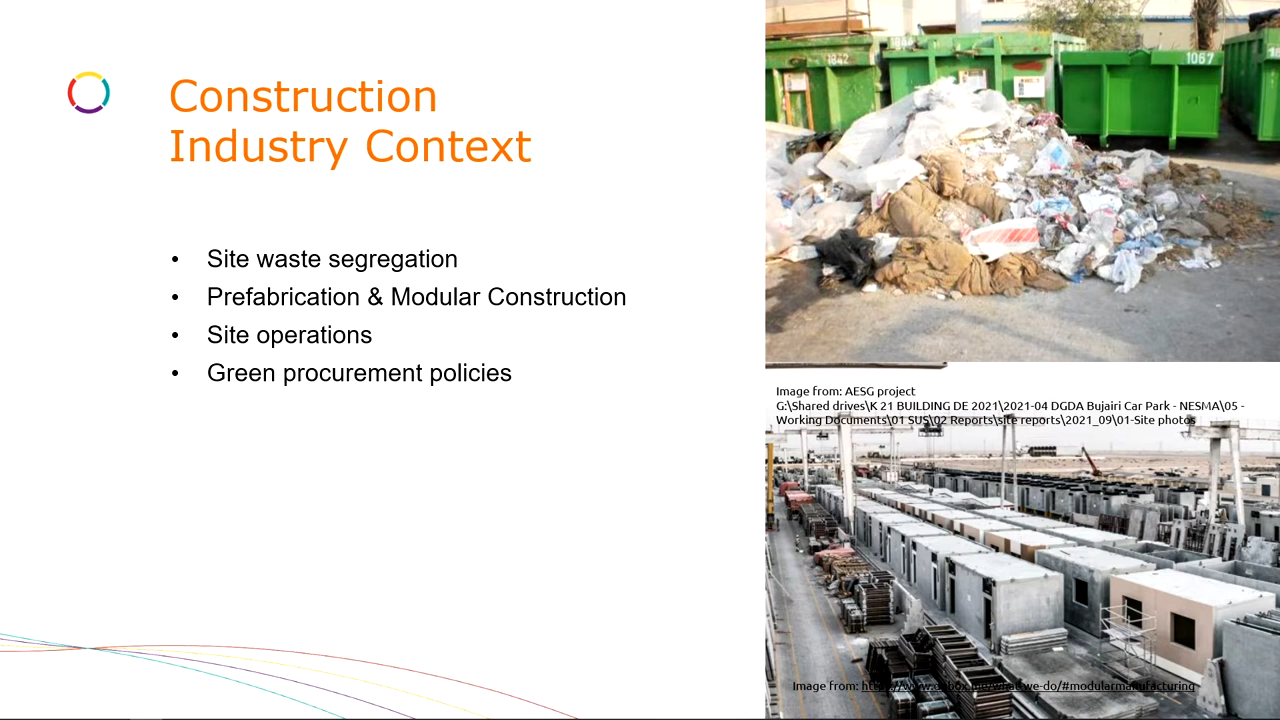 Construction
Industry Context
• Site waste segregation
• Prefabrication & Modular Construction
• Site operations
• Green procurement policies
1842
1067
Image from: AESG project
G:\Shared drives\K 21 BUILDING DE 2021\2021-04 DGDA Bujairi Car Park - NESMA\05 -
Working Documents\01 SUS\02 Reports\site reports\2021_09\01-Site photos
Image from: